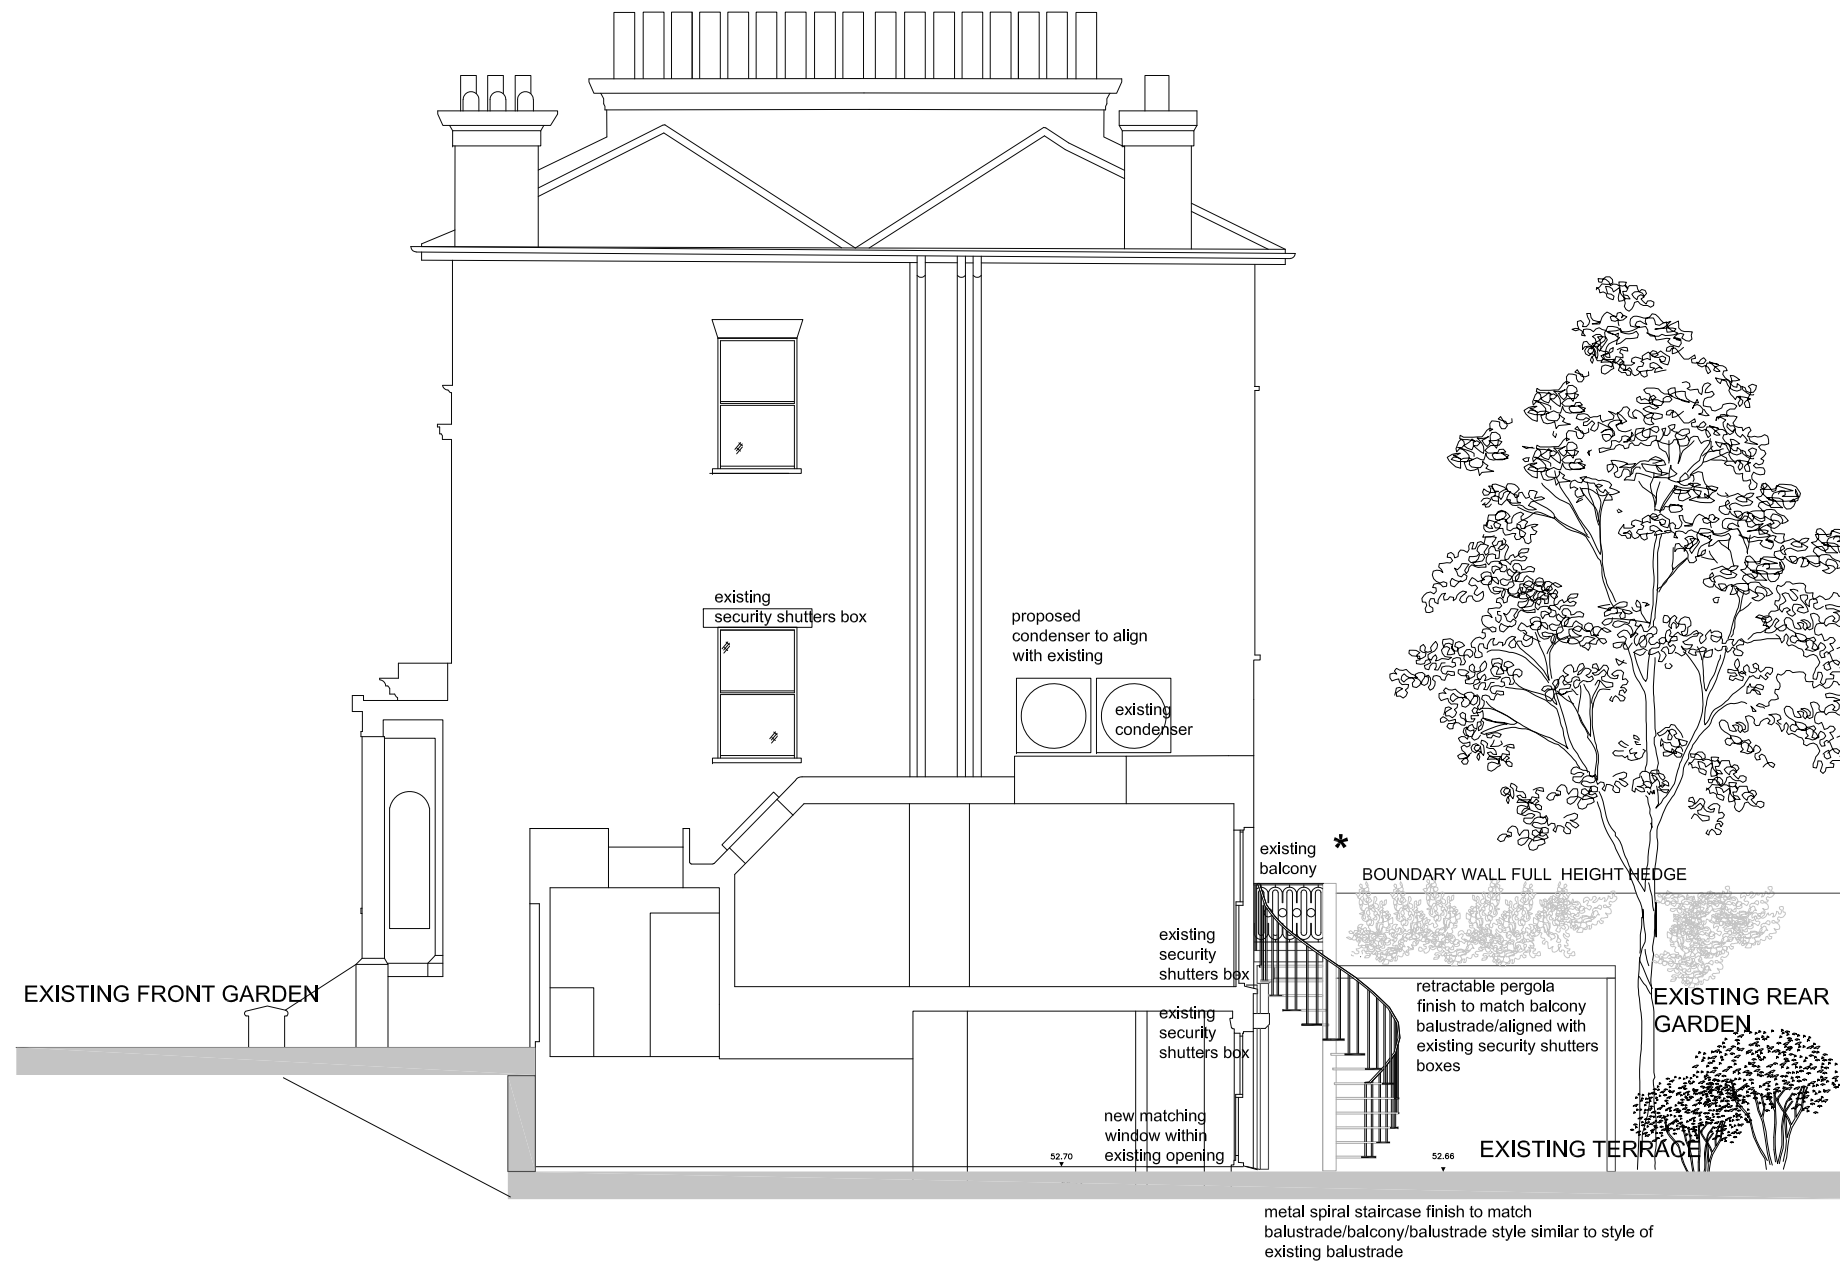 existing
security shutters box
proposed
condenser to align
with existing
existing
condenser
existing
balcony
*
BOUNDARY WALL FULL HEIGHT HEDGE
existing
security
shutters box
EXISTING FRONT GARDEN
retractable pergola
finish to match balcony
balustrade/aligned with
existing security shutters
boxes
EXISTING REAR
GARDEN
existing
security
shutters box
new matching
window within
existing opening
52.70
52.66
EXISTING TERRACE
metal spiral staircase finish to match
balustrade/balcony/balustrade style similar to style of
existing balustrade